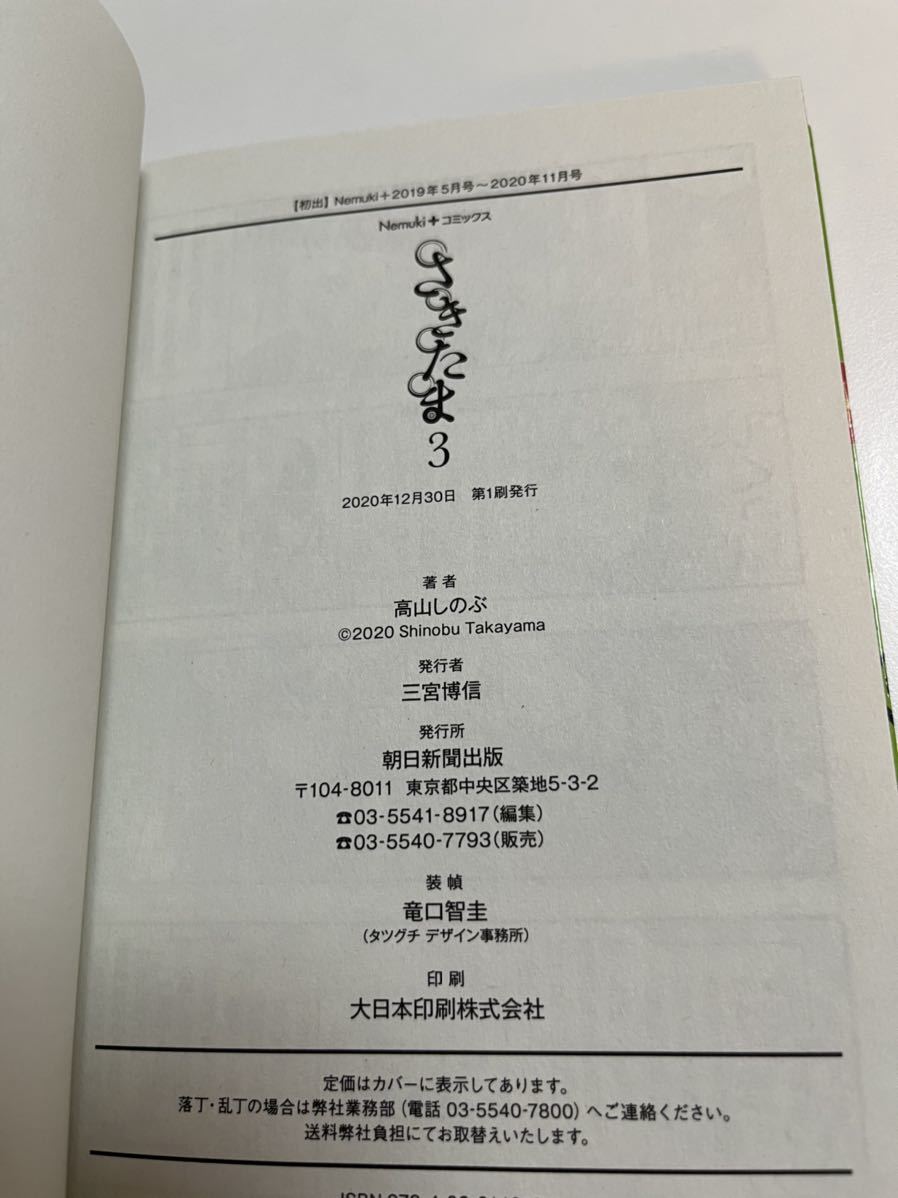 【初出】Nemuki+2019年5月号〜2020年11月号
Nemuki+コミックス
さきたま
3
2020年12月30日　第1刷発行
著者
高山しのぶ
©2020 Shinobu Takayama
発行者
三宮博信
発行所
朝日新聞出版
〒104-8011　東京都中央区築地5-3-2
☎03-5541-8917(編集)
☎03-5540-7793(販売)
装幀
竜口智圭
(タツグチ デザイン事務所)
印刷
大日本印刷株式会社
定価はカバーに表示してあります。
落丁・乱丁の場合は弊社業務部(電話 03-5540-7800)へご連絡ください。
送料弊社負担にてお取替えいたします。